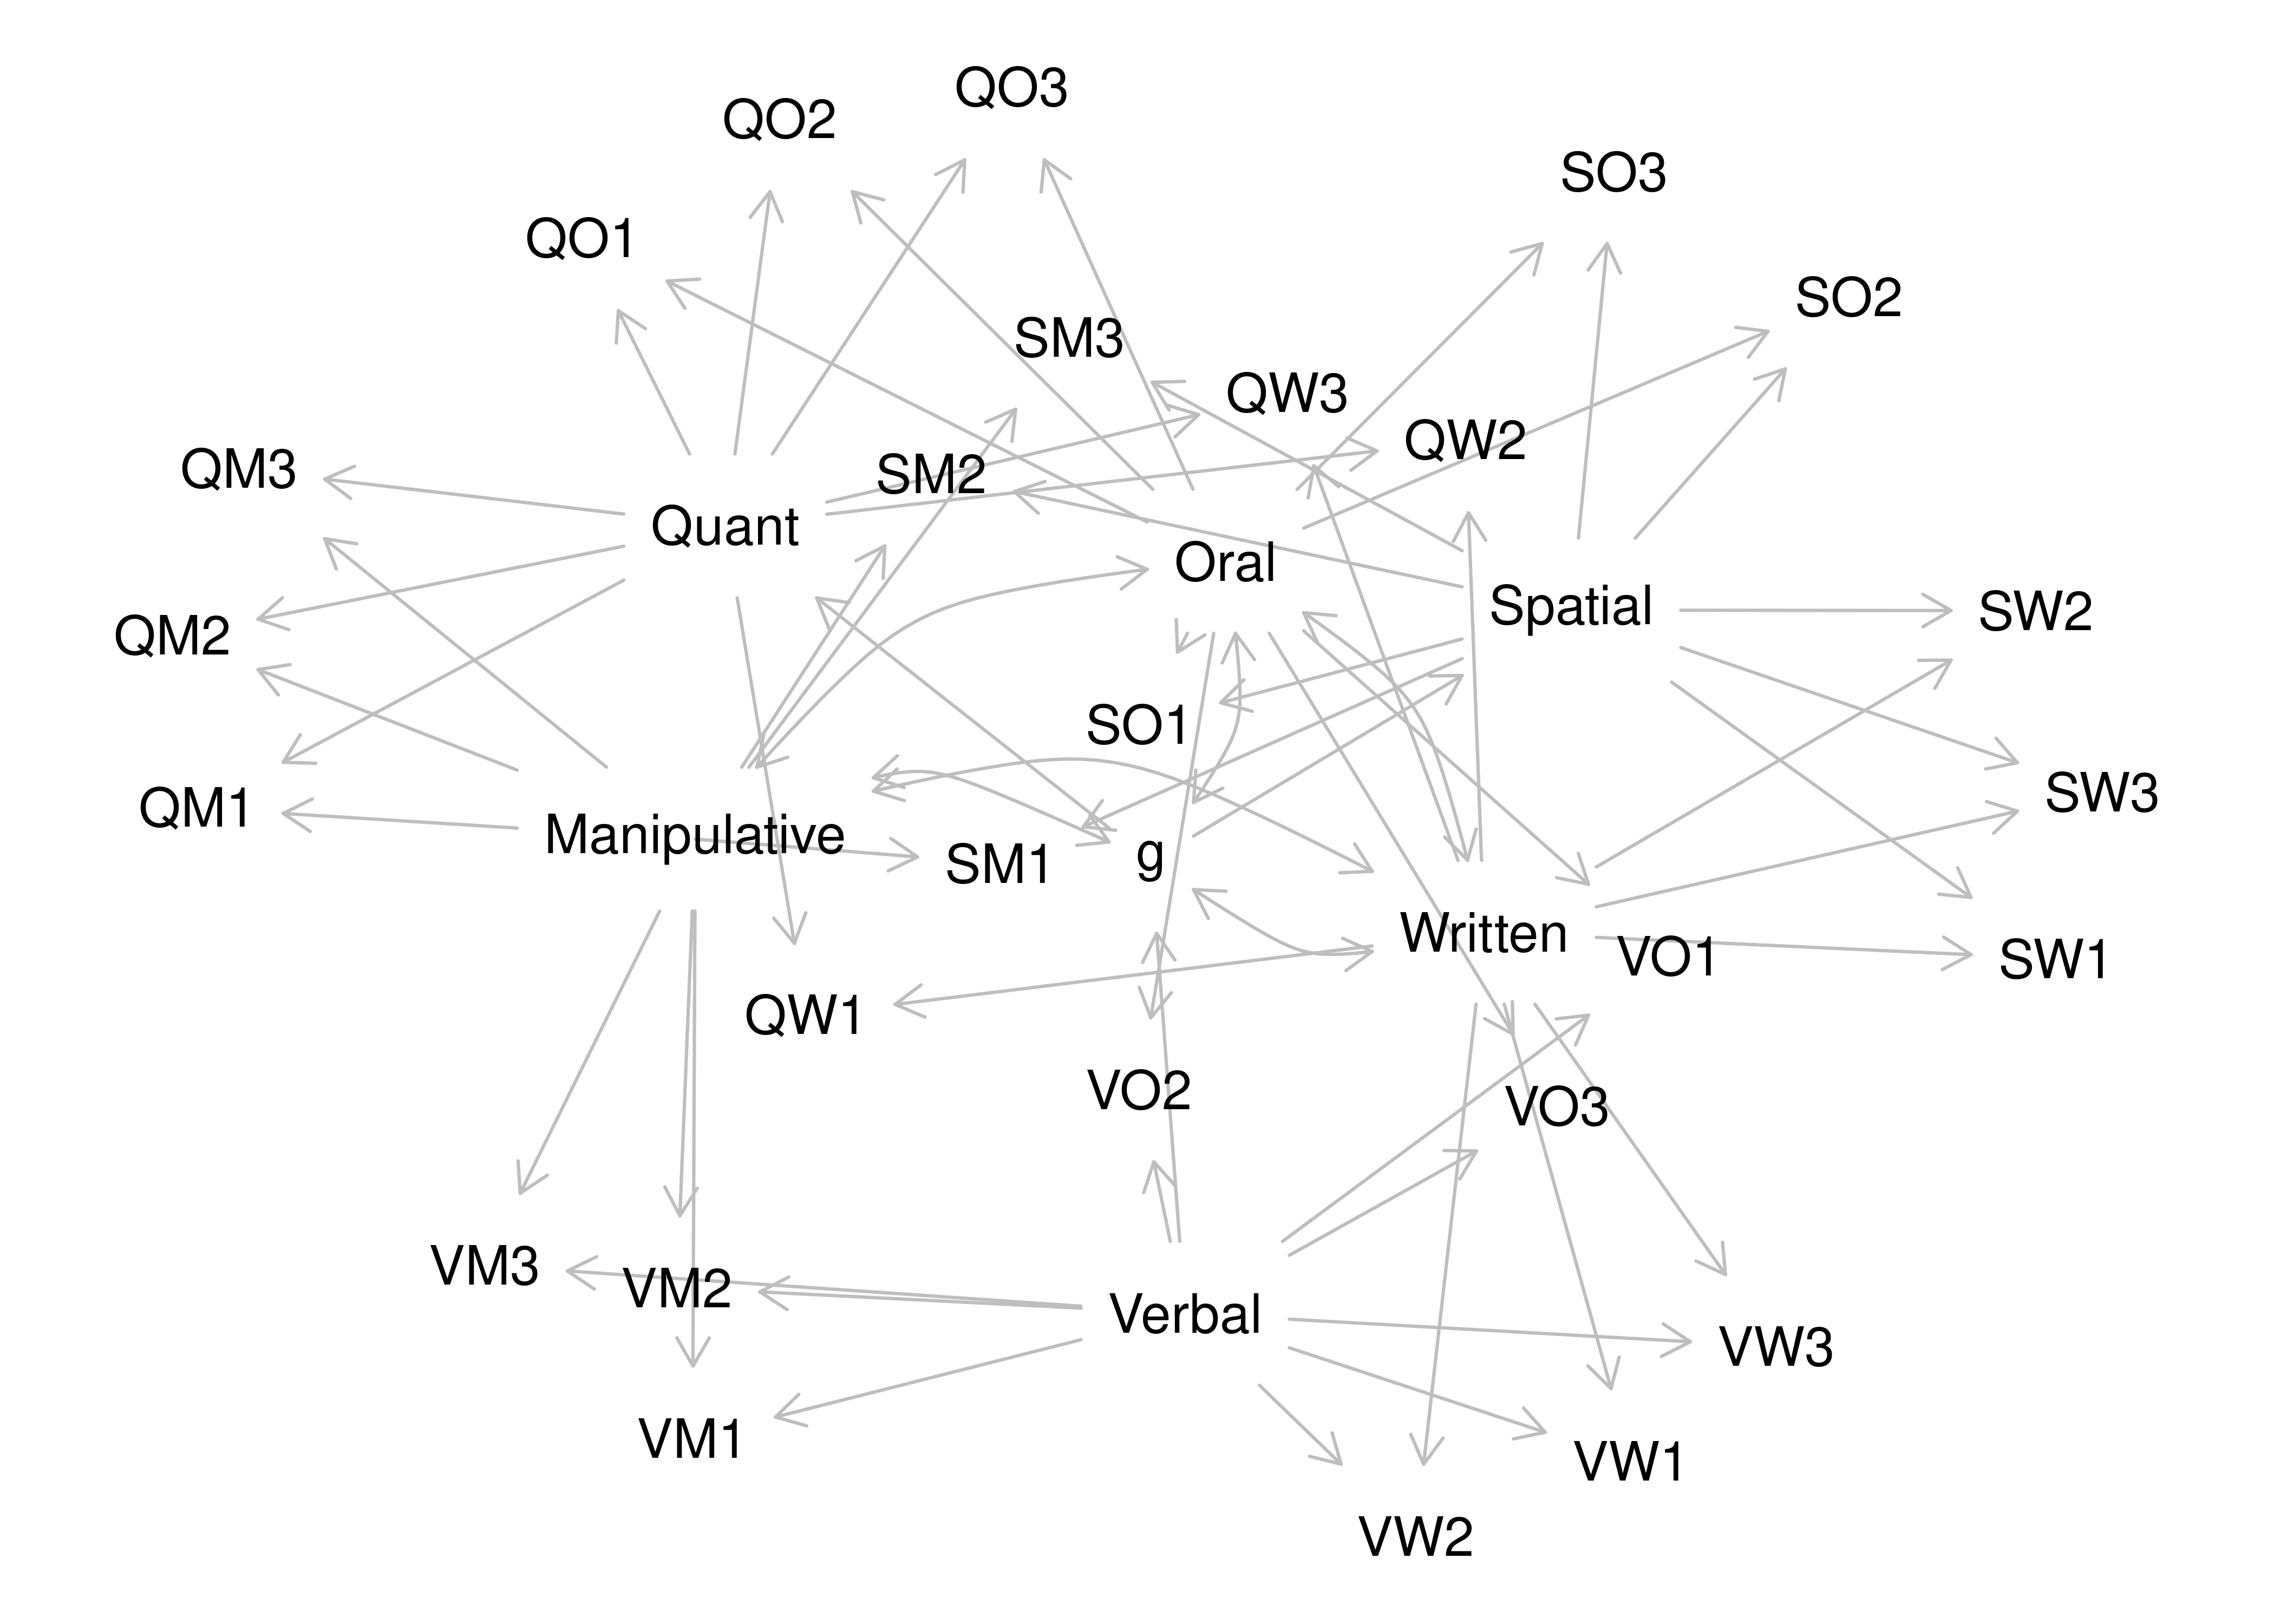 QO3
QO2
SO3
QO1
SO2
SM3
QW3
QW2
QM3
SM2
Quant
Oral
Spatial
SW2
QM2
SO1
SW3
QM1
Manipulative
SM1
g
Written
VO1
SW1
QW1
VO2
VO3
VM3
VM2
Verbal
VW3
VM1
VW1
VW2